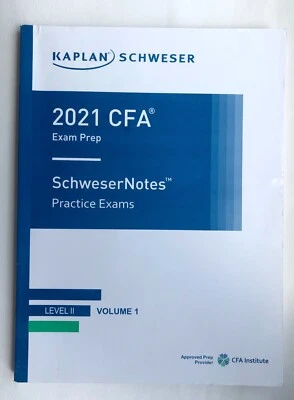 KAPLAN SCHWESER
2021 CFA®
Exam Prep
SchweserNotes™
Practice Exams
LEVEL II VOLUME 1
Approved Prep
Provider
CFA Institute